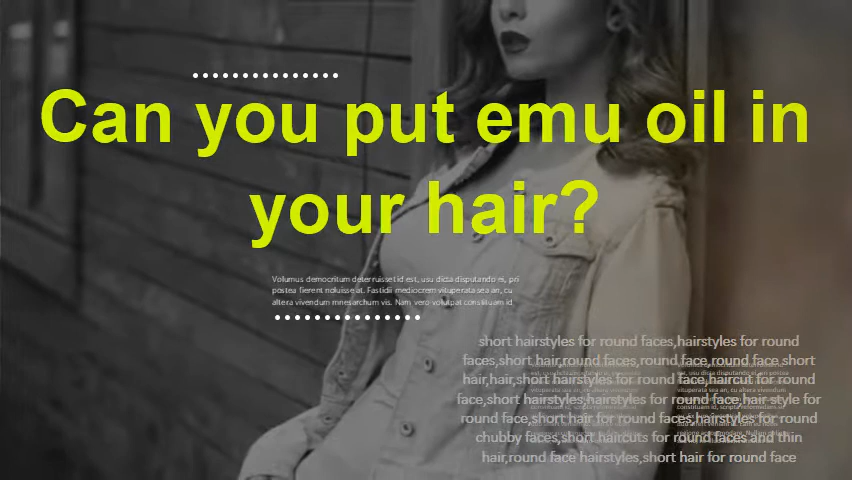 Can you put emu oil in
your hair?
Volumus democritum deterruisset id est, usu dicta disputando ei, pri
postea fierent noluisse at. Fastidii mediocrem vituperata sea an, cu
altera vivendum mnesarchum vis. Nam vero volutpat constituam id
short hairstyles for round faces,hairstyles for round
faces,short hair,round faces,round face,round face,short
hair,hair,short hairstyles for round face,haircut for round
face,short hairstyles,hairstyles for round face,hair style for
round face,short hair for round face,hairstyles for round
chubby faces,short haircuts for round faces and thin
hair,round face hairstyles,short hair for round face